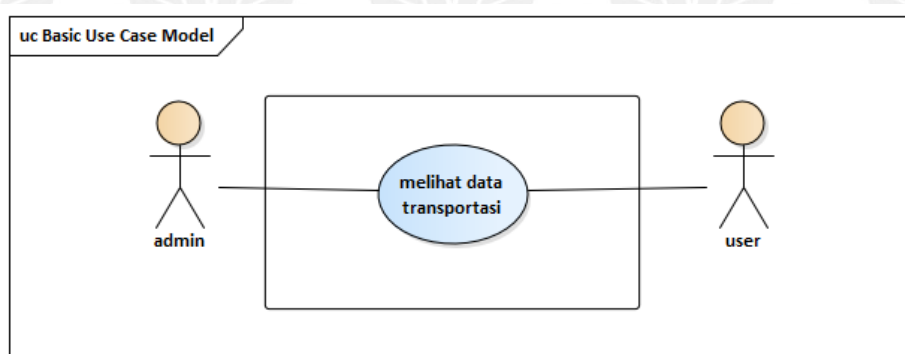 uc Basic Use Case Model
melihat data
transportasi
admin
user